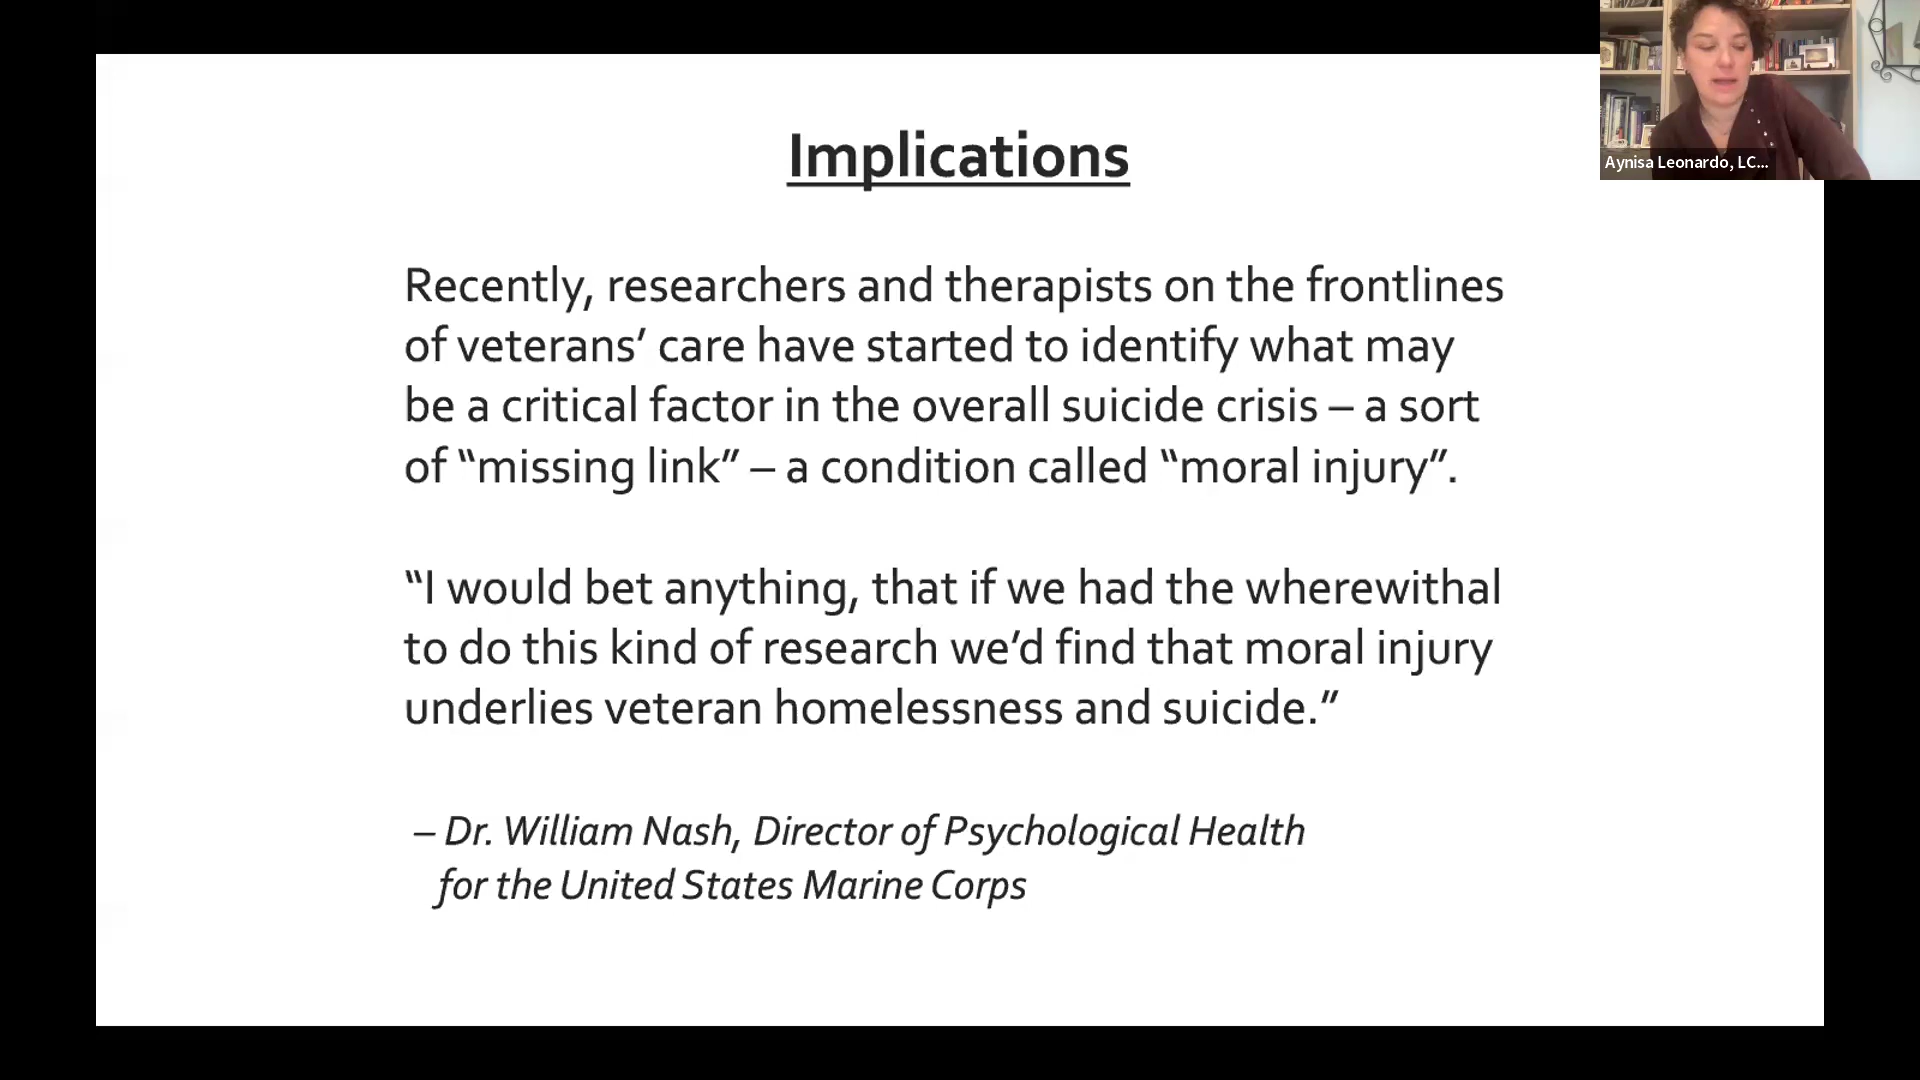 Implications
Recently, researchers and therapists on the frontlines
of veterans’ care have started to identify what may
be a critical factor in the overall suicide crisis – a sort
of “missing link” – a condition called “moral injury”.
“I would bet anything, that if we had the wherewithal
to do this kind of research we’d find that moral injury
underlies veteran homelessness and suicide.”
– Dr. William Nash, Director of Psychological Health
for the United States Marine Corps
Aynisa Leonardo, LC...